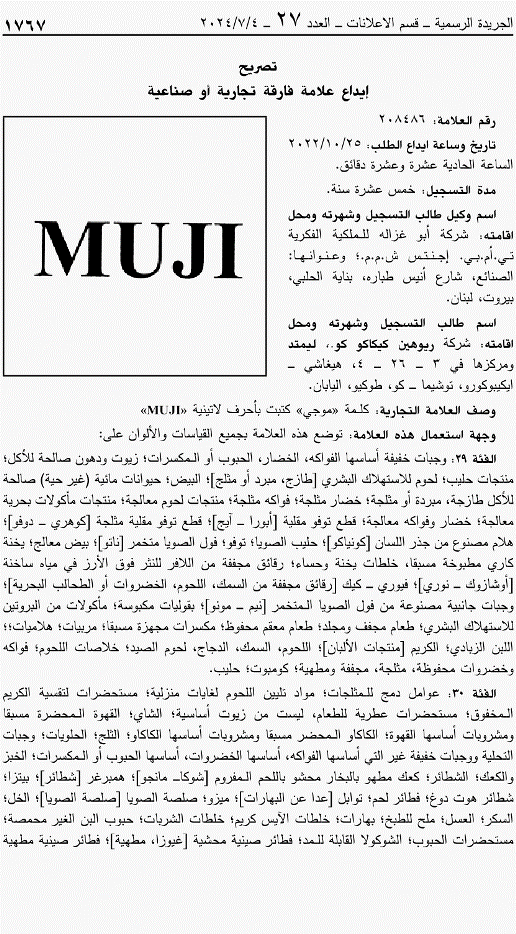 الجريدة الرسمية ــ قسم الاعلانات ــ العدد ٢٧ ــ ٢٠٢٤/٧/٤
١٧٦٧
تصريح
إيداع علامة فارقة تجارية أو صناعية
MUJI
رقم العلامة: ٢٠٨٤٨٦
تاريخ وساعة ايداع الطلب: ٢٠٢٢/١٠/٢٥
الساعة الحادية عشرة وعشرة دقائق.
مدة التسجيل: خمس عشرة سنة.
اسم وكيل طالب التسجيل وشهرته ومحل
اقامته: شركة أبو غزاله للملكية الفكرية
تي.أم.بي. إجنتس ش.م.م.؛ وعنوانها:
الصنائع، شارع أنيس طباره، بناية الحلبي،
بيروت، لبنان.
اسم طالب التسجيل وشهرته ومحل
اقامته: شركة ريوهين كيكاكو كو.، ليمتد
ومركزها في ٣ ــ ٢٦ ــ ٤، هيغاشي ــ
ايكيبوكورو، توشيما ــ كو، طوكيو، اليابان.
وصف العلامة التجارية: كلمة «موجي» كتبت بأحرف لاتينية «MUJI»
وجهة استعمال هذه العلامة: توضع هذه العلامة بجميع القياسات والألوان على:
الفئة ٢٩: وجبات خفيفة أساسها الفواكه، الخضار، الحبوب أو المكسرات؛ زيوت ودهون صالحة للأكل؛
منتجات حليب؛ لحوم للاستهلاك البشري [طازج، مبرد أو مثلج]؛ البيض؛ حيوانات مائية (غير حية) صالحة
للأكل طازجة، مبردة أو مثلجة؛ خضار مثلجة؛ فواكه مثلجة؛ منتجات لحوم معالجة؛ منتجات مأكولات بحرية
معالجة؛ خضار وفواكه معالجة؛ قطع توفو مقلية [أبورا ــ آيج]؛ قطع توفو مقلية مثلجة [كوهري ــ دوفو]؛
هلام مصنوع من جذر اللسان [كونياكو]؛ حليب الصويا؛ توفو؛ فول الصويا متخمر [ناتو]؛ بيض معالج؛ يخنة
كاري مطبوخة مسبقا، خلطات يخنة وحساء؛ رقائق مجففة من اللافر للنثر فوق الأرز في مياه ساخنة
[أوشازوك ــ نوري]؛ فيوري ــ كيك [رقائق مجففة من السمك، اللحوم، الخضروات أو الطحالب البحرية]؛
وجبات جانبية مصنوعة من فول الصويا المتخمر [نيم ــ مونو]؛ بقوليات مكبوسة؛ مأكولات من البروتين
للاستهلاك البشري؛ طعام مجفف ومجلد؛ طعام معقم محفوظ؛ مكسرات مجهزة مسبقا؛ مربيات؛ هلاميات؛؛
اللبن الزبادي؛ الكريم [منتجات الألبان]؛ اللحوم، السمك، الدجاج، لحوم الصيد؛ خلاصات اللحوم؛ فواكه
وخضروات محفوظة، مثلجة، مجففة ومطهية؛ كومبوت؛ حليب.
الفئة ٣٠: عوامل دمج للمثلجات؛ مواد تليين اللحوم لغايات منزلية؛ مستحضرات لتقسية الكريم
المخفوق؛ مستحضرات عطرية للطعام، ليست من زيوت أساسية؛ الشاي؛ القهوة المحضرة مسبقا
ومشروبات أساسها القهوة؛ الكاكاو المحضر مسبقا ومشروبات أساسها الكاكاو؛ الثلج؛ الحلويات؛ وجبات
التحلية ووجبات خفيفة غير التي أساسها الفواكه، أساسها الخضروات، أساسها الحبوب أو المكسرات؛ الخبز
والكعك؛ الشطائر؛ كعك مطهو بالبخار محشو باللحم المفروم [شوكاــ مانجو]؛ همبرغر [شطائر]؛ بيتزا؛
شطائر هوت دوغ؛ فطائر لحم؛ توابل [عدا عن البهارات]؛ ميزو؛ صلصة الصويا [صلصة الصويا]؛ الخل؛
السكر؛ العسل؛ ملح للطبخ؛ بهارات؛ خلطات الآيس كريم؛ خلطات الشربات؛ حبوب البن الغير محمصة؛
مستحضرات الحبوب؛ الشوكولا القابلة للمد؛ فطائر صينية محشية [غيوزا، مطهية]؛ فطائر صينية مطهية